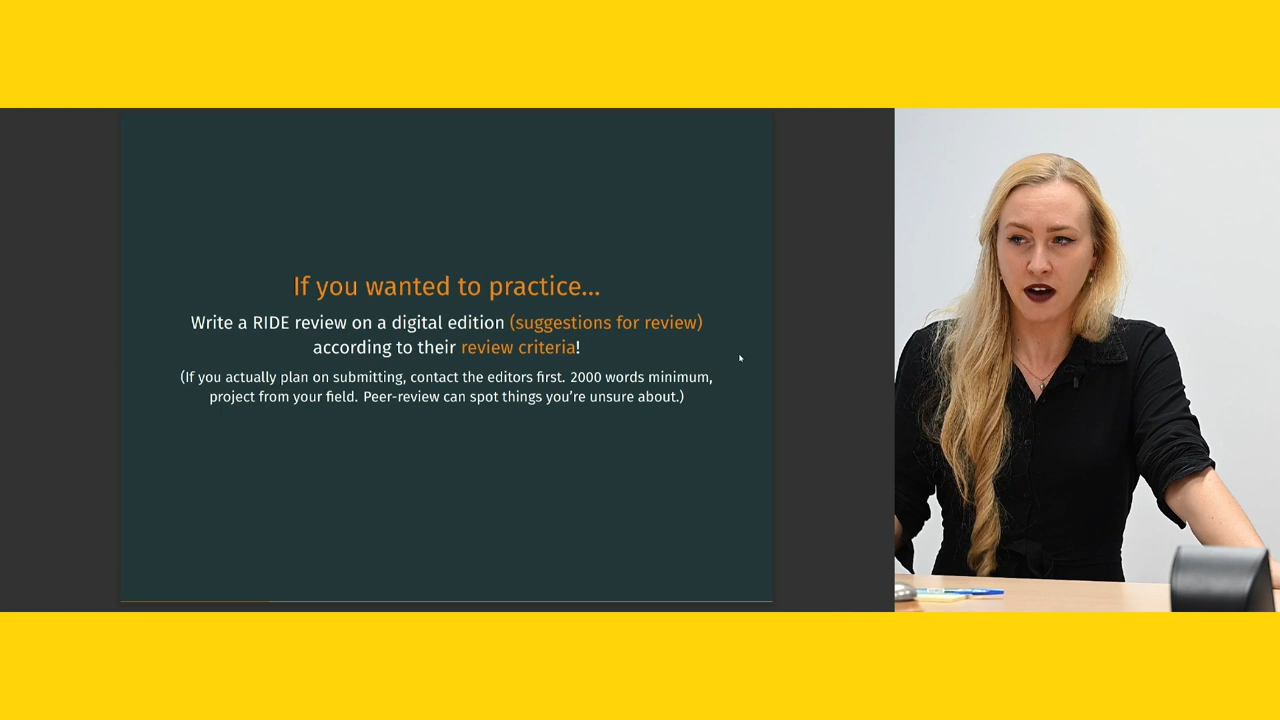 If you wanted to practice...
Write a RIDE review on a digital edition (suggestions for review)
according to their review criteria!
(If you actually plan on submitting, contact the editors first. 2000 words minimum,
project from your field. Peer-review can spot things you're unsure about.)